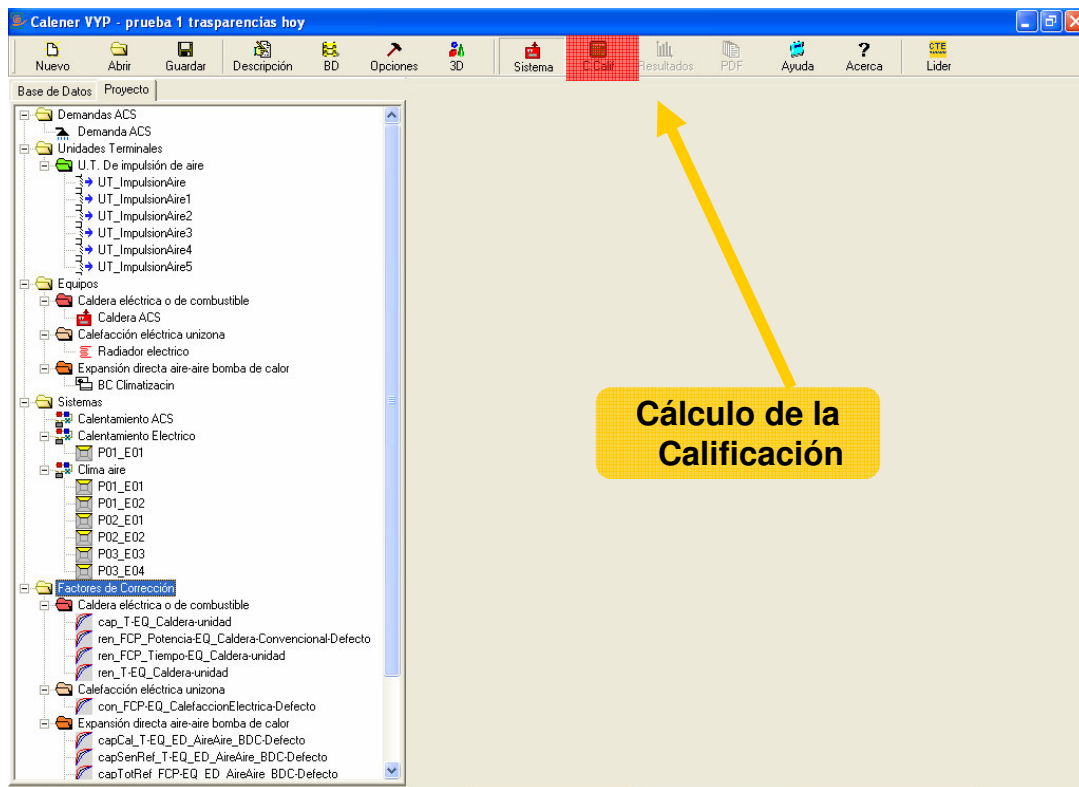 Calener VYP - prueba 1 trasparencias hoy
Nuevo Abrir Guardar Descripción BD Opciones 3D Sistema C.Calif. Resultados PDF Ayuda ? Acerca CTE Lider
Base de Datos Proyecto
Demandas ACS
Demanda ACS
Unidades Terminales
U.T. De impulsión de aire
UT_ImpulsionAire
UT_ImpulsionAire1
UT_ImpulsionAire2
UT_ImpulsionAire3
UT_ImpulsionAire4
UT_ImpulsionAire5
Equipos
Caldera eléctrica o de combustible
Caldera ACS
Calefacción eléctrica unizona
Radiador electrico
Expansión directa aire-aire bomba de calor
BC Climatizacin
Sistemas
Calentamiento ACS
Calentamiento Electrico
P01_E01
Clima aire
P01_E01
P01_E02
P02_E01
P02_E02
P03_E03
P03_E04
Factores de Corrección
Caldera eléctrica o de combustible
cap_T-EQ_Caldera-unidad
ren_FCP_Potencia-EQ_Caldera-Convencional-Defecto
ren_FCP_Tiempo-EQ_Caldera-unidad
ren_T-EQ_Caldera-unidad
Calefacción eléctrica unizona
con_FCP-EQ_CalefaccionElectrica-Defecto
Expansión directa aire-aire bomba de calor
capCal_T-EQ_ED_AireAire_BDC-Defecto
capSenRef_T-EQ_ED_AireAire_BDC-Defecto
capTotRef_FCP-EQ_ED_AireAire_BDC-Defecto
Cálculo de la
Calificación